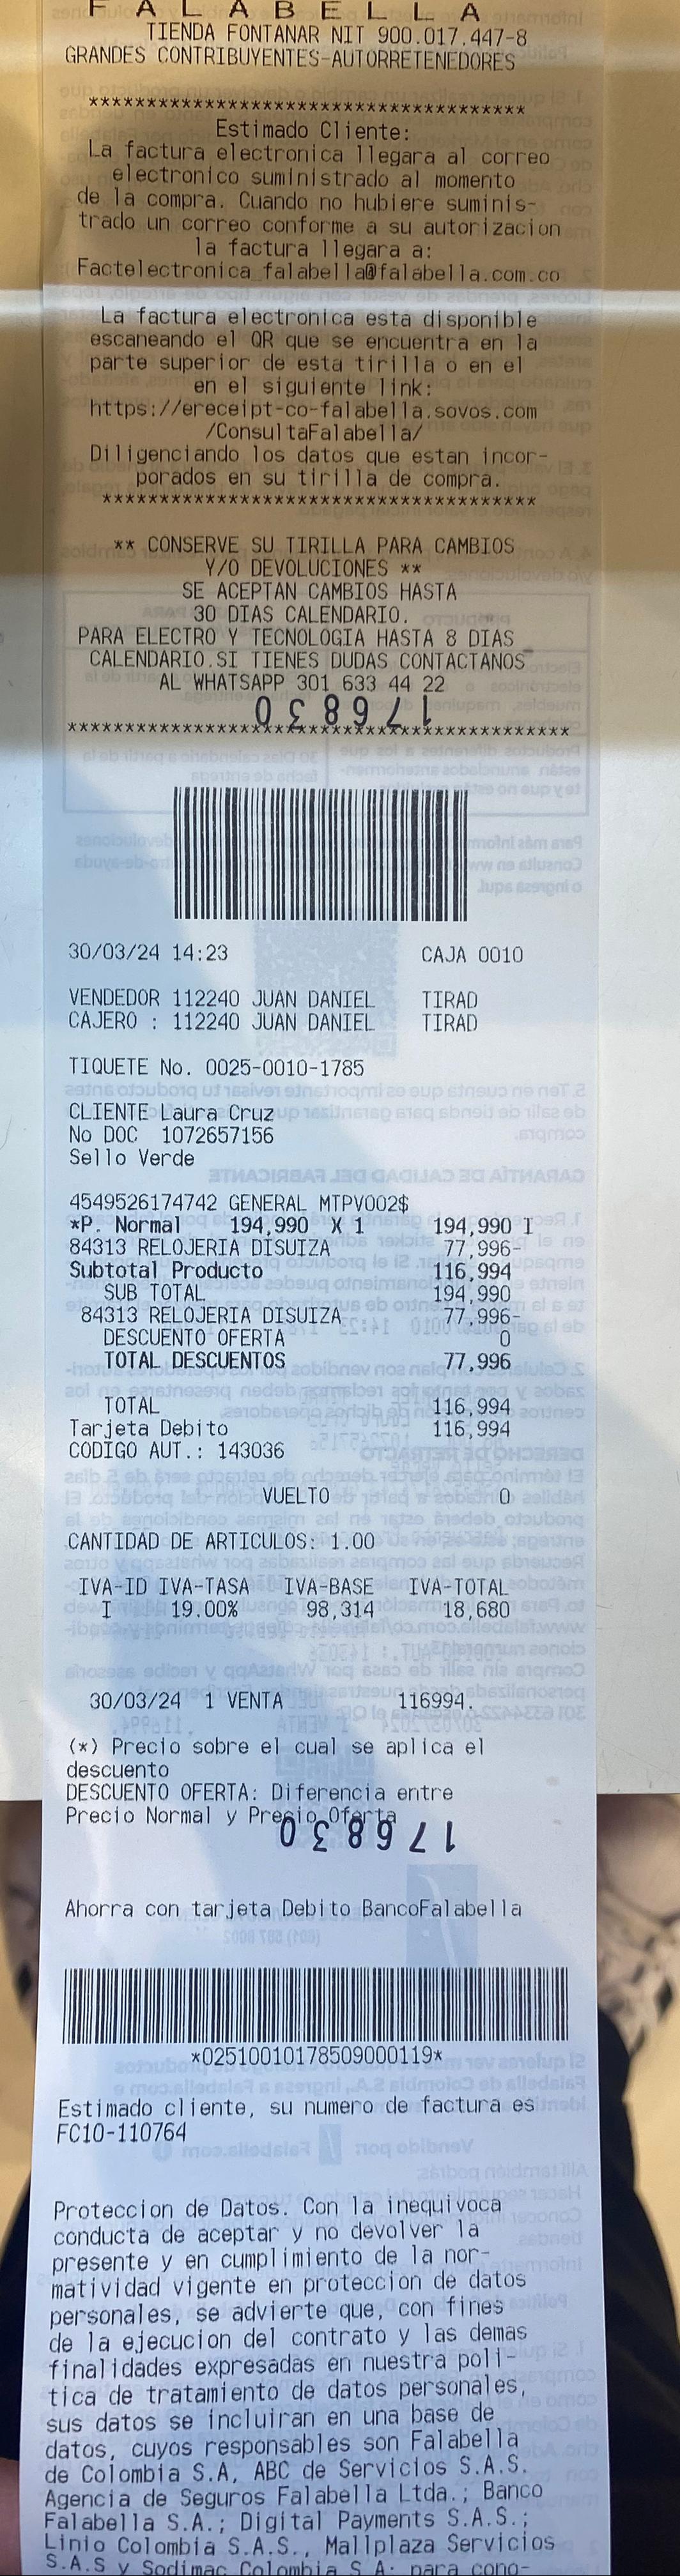 FALABELLA
TIENDA FONTANAR NIT 900.017.447-8
GRANDES CONTRIBUYENTES-AUTORRETENEDORES
*************************************
Estimado Cliente:
La factura electronica llegara al correo
electronico suministrado al momento
de la compra. Cuando no hubiere suminis-
trado un correo conforme a su autorizacion
la factura llegara a:
Factelectronica_falabella@falabella.com.co
La factura electronica esta disponible
escaneando el QR que se encuentra en la
parte superior de esta tirilla o en el
en el siguiente link:
https://ereceipt-co-falabella.sovos.com
/ConsultaFalabella/
Diligenciando los datos que estan incor-
porados en su tirilla de compra.
*************************************
** CONSERVE SU TIRILLA PARA CAMBIOS
Y/O DEVOLUCIONES **
SE ACEPTAN CAMBIOS HASTA
30 DIAS CALENDARIO.
PARA ELECTRO Y TECNOLOGIA HASTA 8 DIAS
CALENDARIO.SI TIENES DUDAS CONTACTANOS
AL WHATSAPP 301 633 44 22
176830
*******************************************
30/03/24 14:23 CAJA 0010
VENDEDOR 112240 JUAN DANIEL TIRAD
CAJERO : 112240 JUAN DANIEL TIRAD
TIQUETE No. 0025-0010-1785
CLIENTE Laura Cruz
No DOC 1072657156
Sello Verde
4549526174742 GENERAL MTPV002$
*P. Normal 194,990 X 1 194,990 I
84313 RELOJERIA DISUIZA 77,996-
Subtotal Producto 116,994
SUB TOTAL 194,990
84313 RELOJERIA DISUIZA 77,996-
DESCUENTO OFERTA 0
TOTAL DESCUENTOS 77,996
TOTAL 116,994
Tarjeta Debito 116,994
CODIGO AUT.: 143036
VUELTO 0
CANTIDAD DE ARTICULOS: 1.00
IVA-ID IVA-TASA IVA-BASE IVA-TOTAL
I 19.00% 98,314 18,680
30/03/24 1 VENTA 116994.
(*) Precio sobre el cual se aplica el
descuento
DESCUENTO OFERTA: Diferencia entre
Precio Normal y Precio Oferta
176830
Ahorra con tarjeta Debito BancoFalabella
*02510010178509000119*
Estimado cliente, su numero de factura es
FC10-110764
Proteccion de Datos. Con la inequivoca
conducta de aceptar y no devolver la
presente y en cumplimiento de la nor-
matividad vigente en proteccion de datos
personales, se advierte que, con fines
de la ejecucion del contrato y las demas
finalidades expresadas en nuestra poli-
tica de tratamiento de datos personales,
sus datos se incluiran en una base de
datos, cuyos responsables son Falabella
de Colombia S.A, ABC de Servicios S.A.S.
Agencia de Seguros Falabella Ltda.; Banco
Falabella S.A.; Digital Payments S.A.S.;
Linio Colombia S.A.S., Mallplaza Servicios
S.A.S y Sodimac Colombia S.A; para cono-